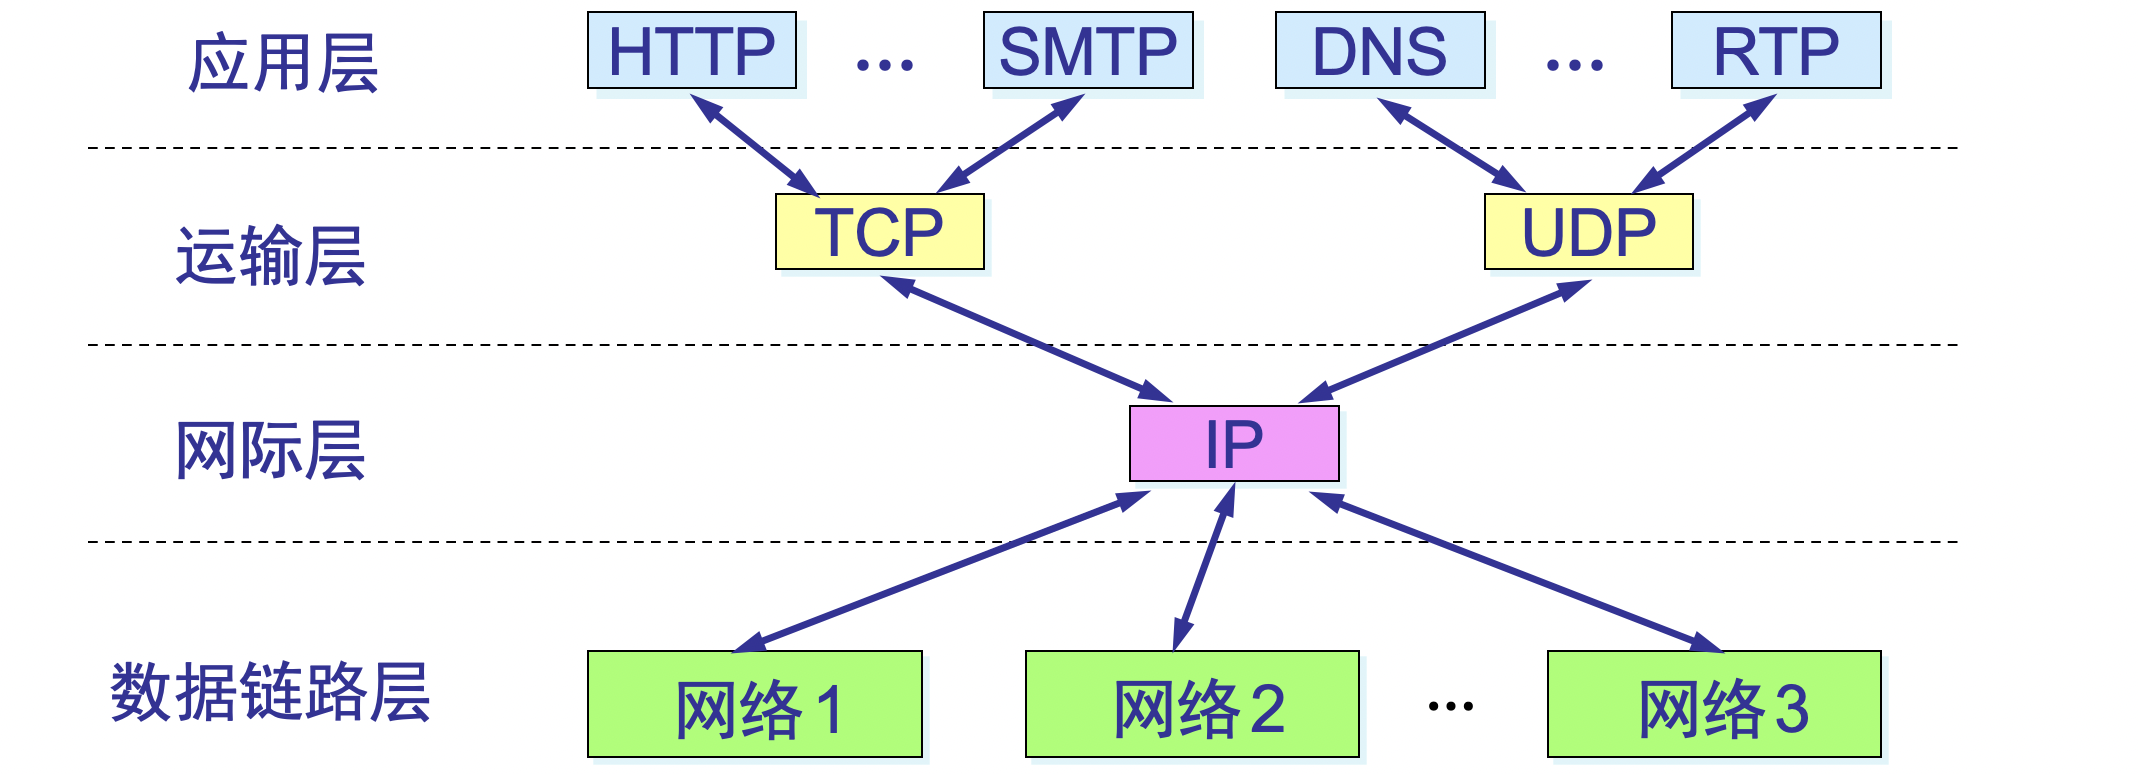 应用层 HTTP ... SMTP DNS ... RTP
运输层 TCP UDP
网际层 IP
数据链路层 网络1 网络2 ... 网络3